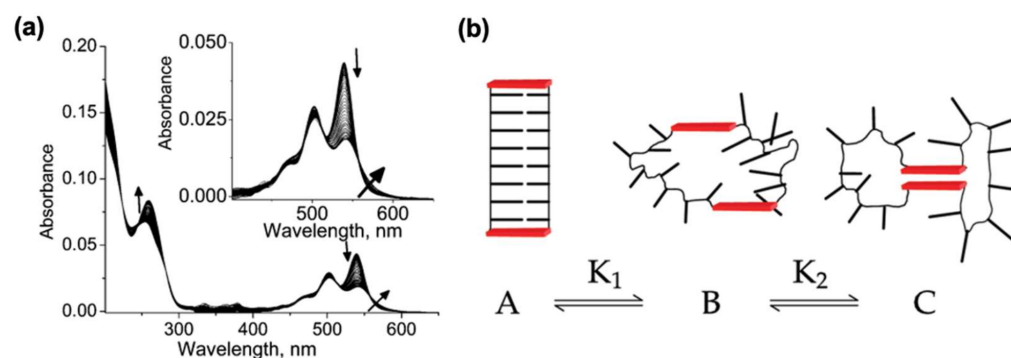 (a)
0.20
0.15
0.10
0.05
0.00
Absorbance
300
400
500
600
Wavelength, nm
0.050
0.025
0.000
Absorbance
500
600
Wavelength, nm
(b)
K1
K2
A
B
C